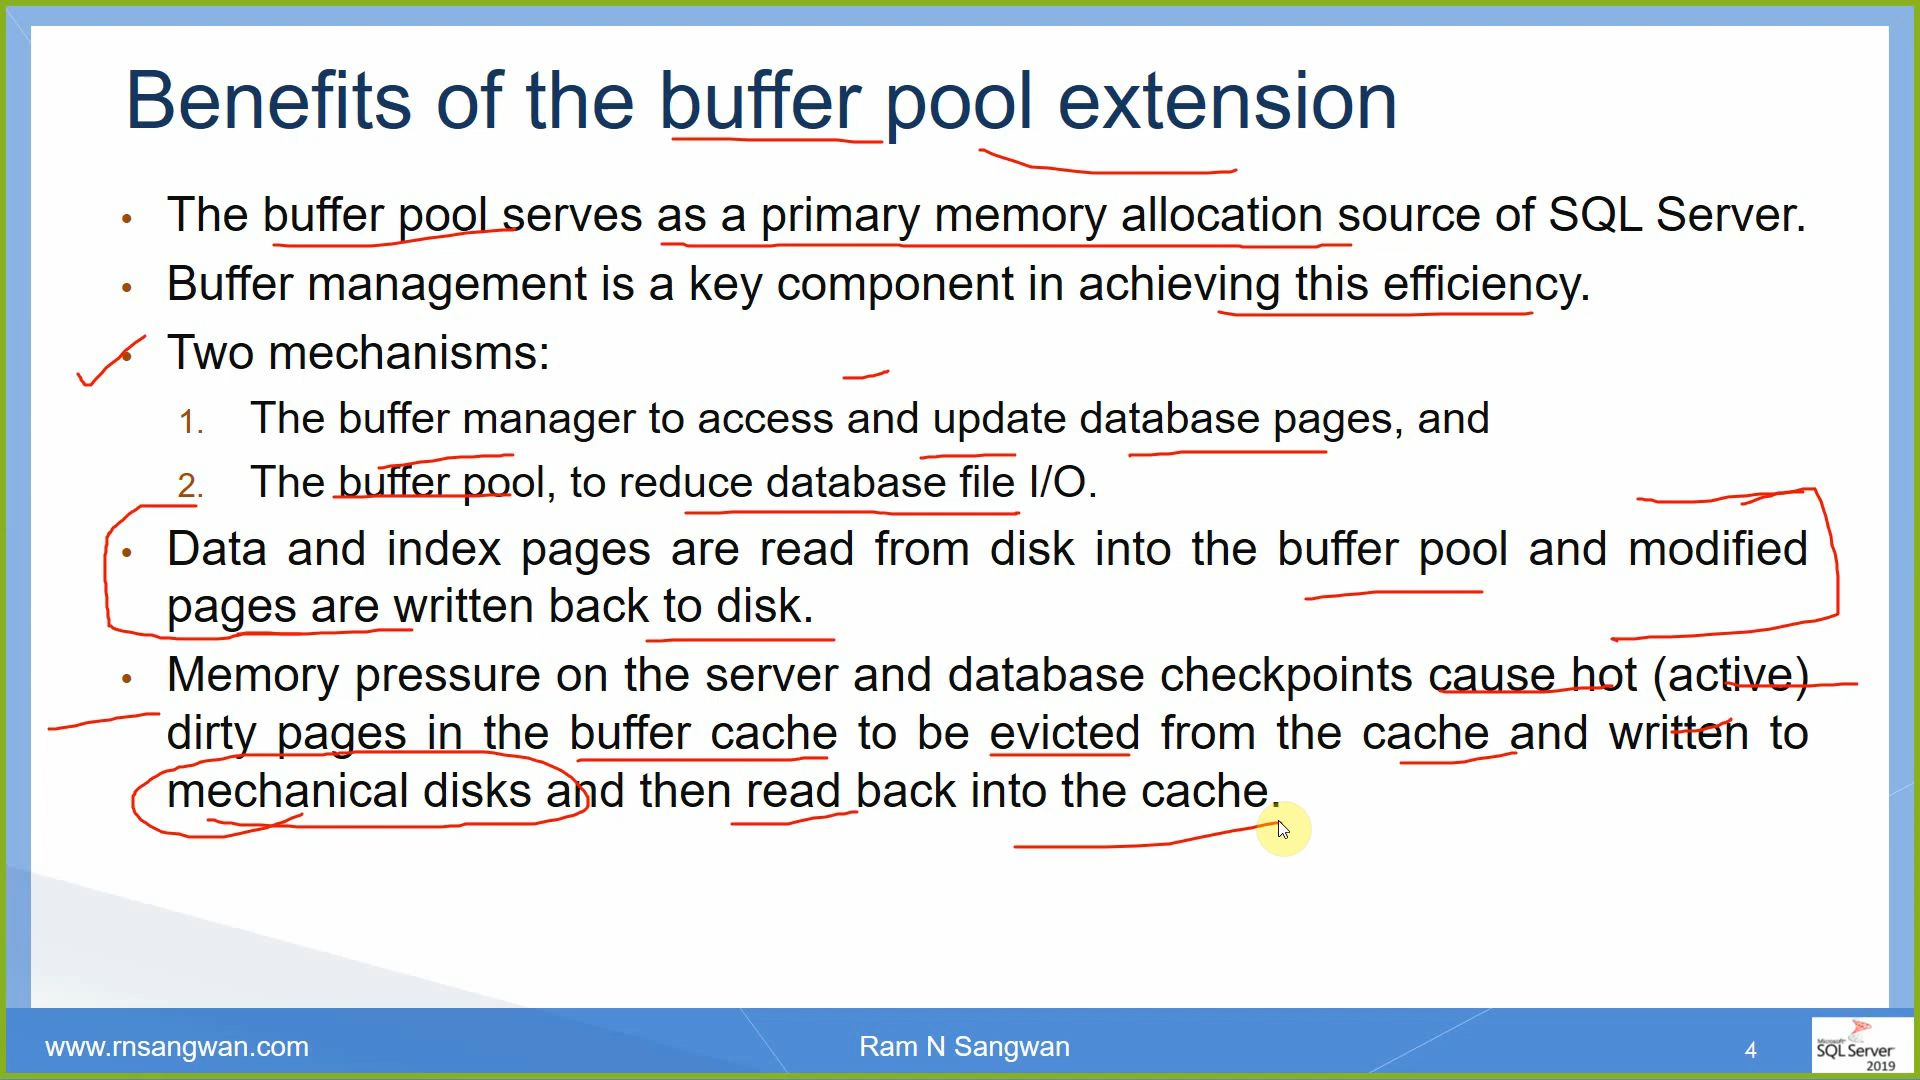 Benefits of the buffer pool extension
• The buffer pool serves as a primary memory allocation source of SQL Server.
• Buffer management is a key component in achieving this efficiency.
• Two mechanisms:
1. The buffer manager to access and update database pages, and
2. The buffer pool, to reduce database file I/O.
• Data and index pages are read from disk into the buffer pool and modified
pages are written back to disk.
• Memory pressure on the server and database checkpoints cause hot (active)
dirty pages in the buffer cache to be evicted from the cache and written to
mechanical disks and then read back into the cache.
www.rnsangwan.com
Ram N Sangwan
4
Microsoft
SQL Server
2019